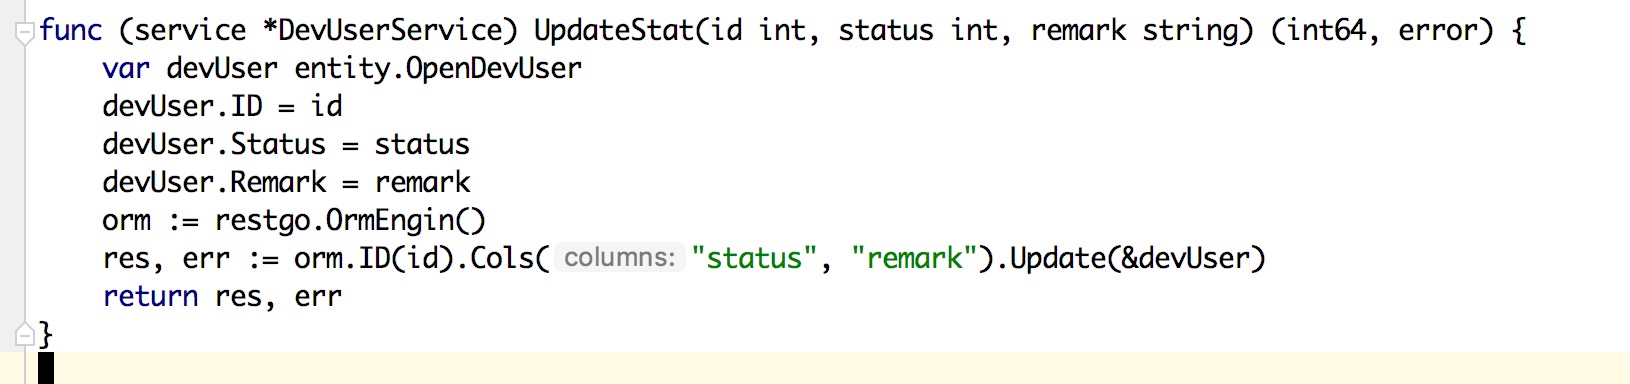 func (service *DevUserService) UpdateStat(id int, status int, remark string) (int64, error) {
    var devUser entity.OpenDevUser
    devUser.ID = id
    devUser.Status = status
    devUser.Remark = remark
    orm := restgo.OrmEngin()
    res, err := orm.ID(id).Cols( columns: "status", "remark").Update(&devUser)
    return res, err
}